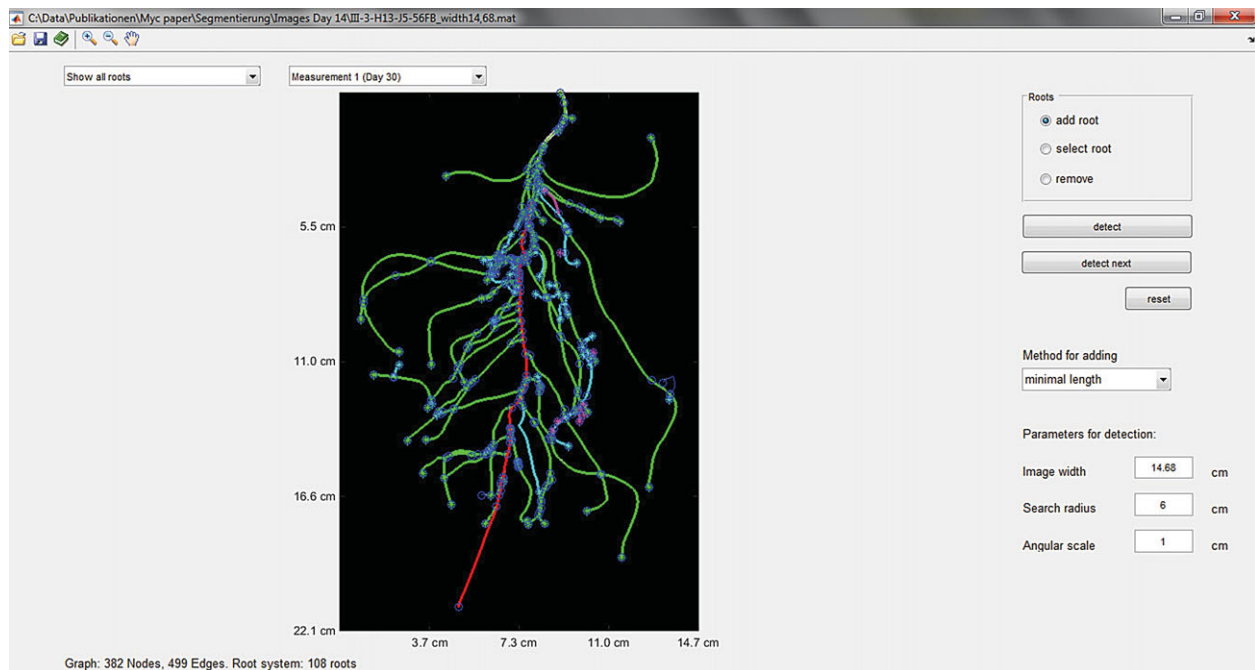 C:\Data\Publikationen\Myc paper\Segmentierung\Images Day 14\III-3-H13-J5-56FB_width14,68.mat
Show all roots
Measurement 1 (Day 30)
Roots
add root
select root
remove
detect
detect next
reset
Method for adding
minimal length
Parameters for detection:
Image width 14.68 cm
Search radius 6 cm
Angular scale 1 cm
5.5 cm
11.0 cm
16.6 cm
22.1 cm
3.7 cm 7.3 cm 11.0 cm 14.7 cm
Graph: 382 Nodes, 499 Edges. Root system: 108 roots